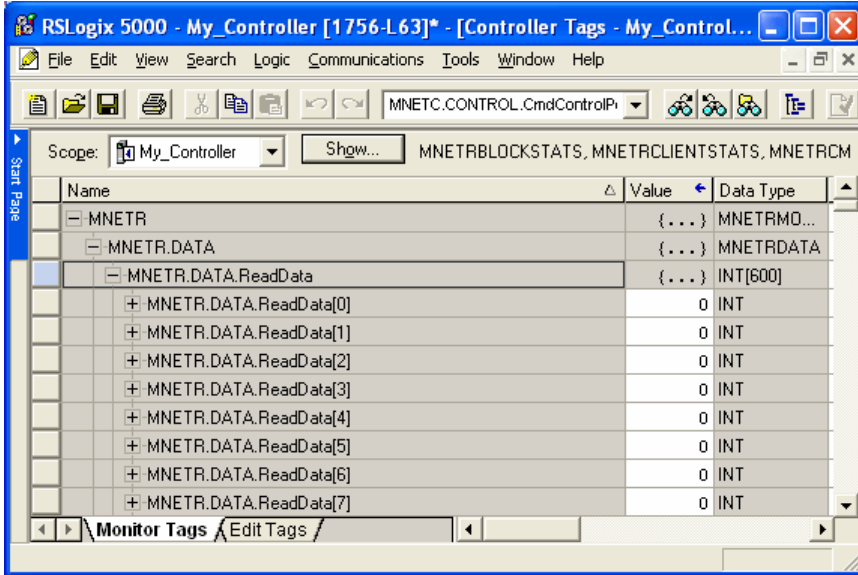 RSLogix 5000 - My_Controller [1756-L63]* - [Controller Tags - My_Control...
File Edit View Search Logic Communications Tools Window Help
MNETC.CONTROL.CmdControlP
Start Page
Scope: My_Controller Show... MNETRBLOCKSTATS, MNETRCLIENTSTATS, MNETRCM
Name Value Data Type
MNETR {...} MNETRMO...
MNETR.DATA {...} MNETRDATA
MNETR.DATA.ReadData {...} INT[600]
MNETR.DATA.ReadData[0] 0 INT
MNETR.DATA.ReadData[1] 0 INT
MNETR.DATA.ReadData[2] 0 INT
MNETR.DATA.ReadData[3] 0 INT
MNETR.DATA.ReadData[4] 0 INT
MNETR.DATA.ReadData[5] 0 INT
MNETR.DATA.ReadData[6] 0 INT
MNETR.DATA.ReadData[7] 0 INT
Monitor Tags Edit Tags